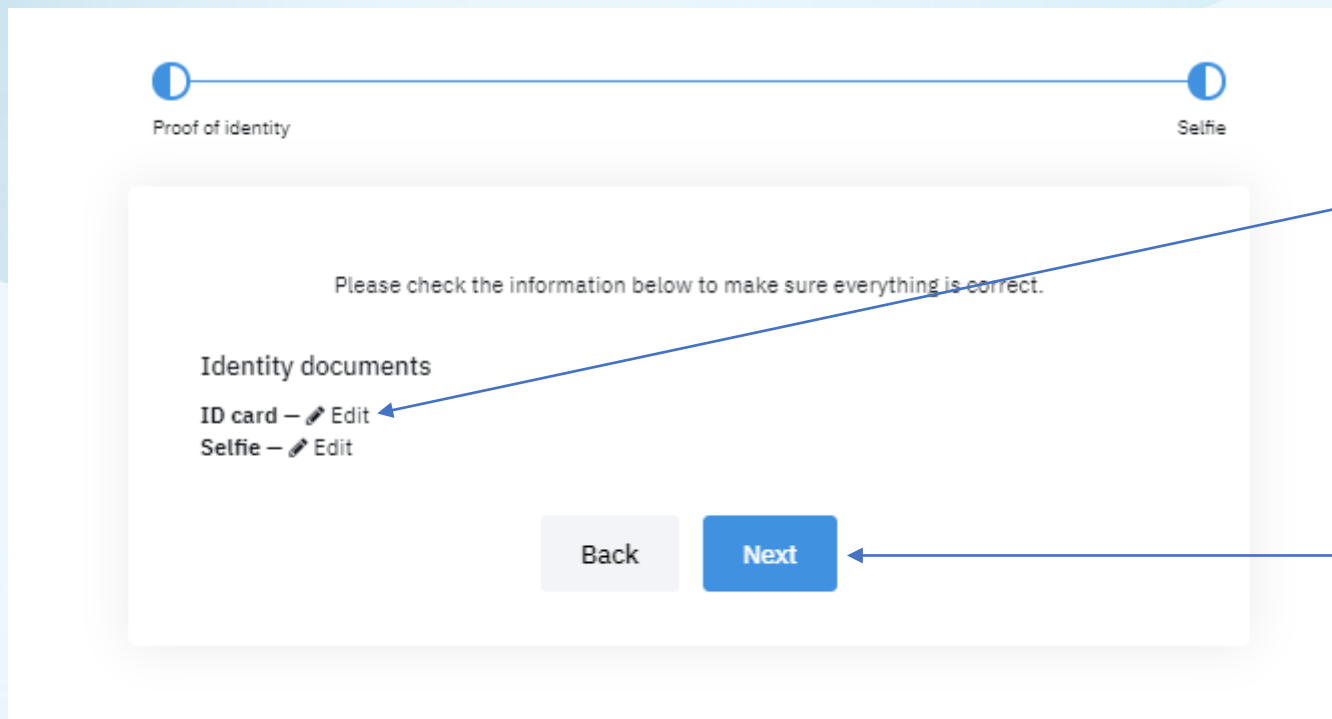 Proof of identity
Selfie
Please check the information below to make sure everything is correct.
Identity documents
ID card — Edit
Selfie — Edit
Back
Next